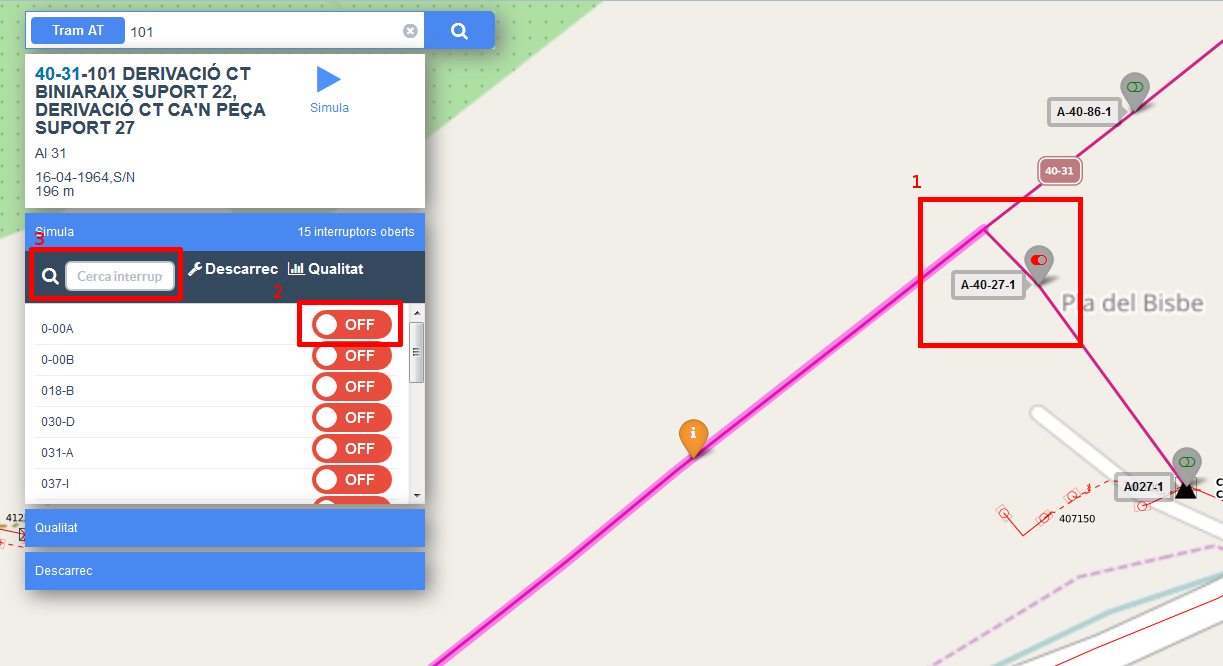 Tram AT
101
40-31-101 DERIVACIÓ CT
BINIARAIX SUPORT 22,
DERIVACIÓ CT CA'N PEÇA
SUPORT 27
Simula
AI 31
16-04-1964,S/N
196 m
Simula
15 interruptors oberts
3
Cerca interrup
Descarrec
Qualitat
2
0-00A
OFF
0-00B
OFF
018-B
OFF
030-D
OFF
031-A
OFF
037-I
OFF
Qualitat
Descarrec
412
A-40-86-1
40-31
1
A-40-27-1
Pla del Bisbe
i
A027-1
C
C
407150